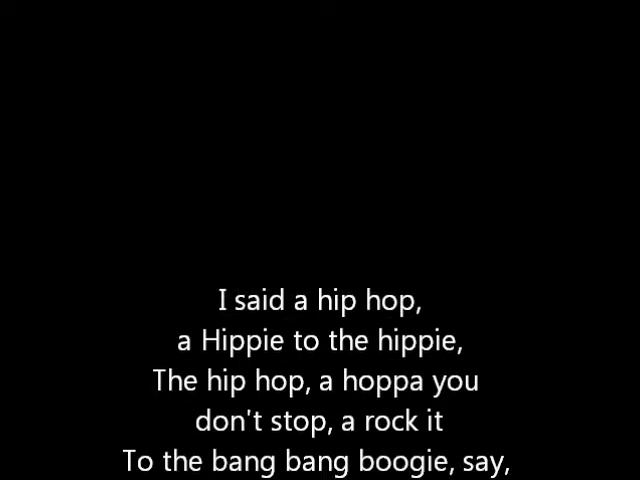 I said a hip hop,
a Hippie to the hippie,
The hip hop, a hoppa you
don't stop, a rock it
To the bang bang boogie, say,